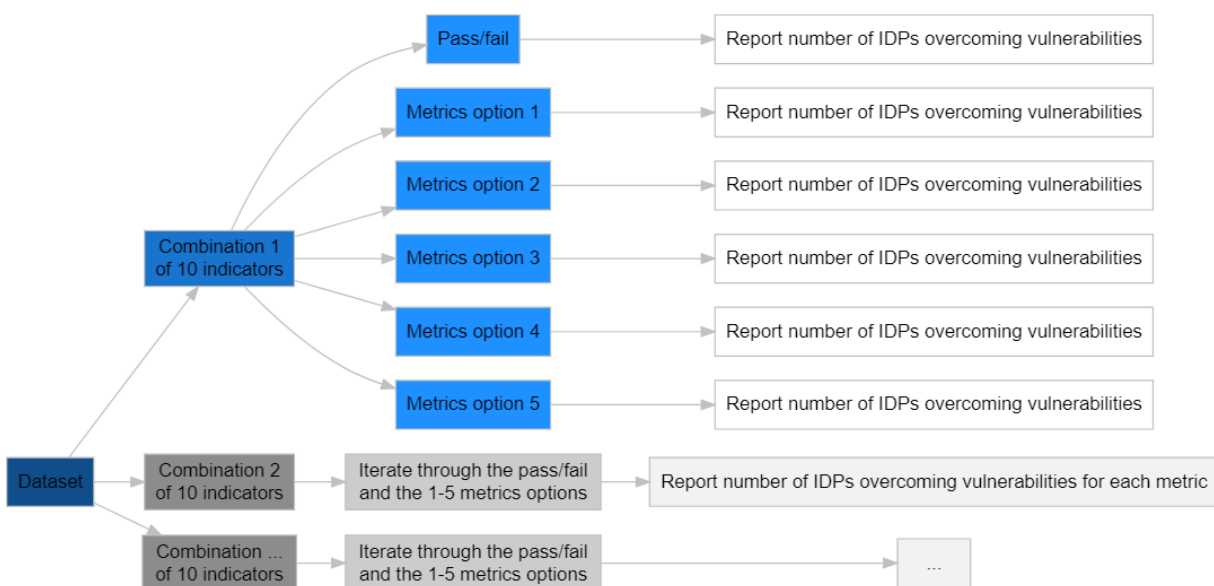 Pass/fail
Report number of IDPs overcoming vulnerabilities
Metrics option 1
Report number of IDPs overcoming vulnerabilities
Metrics option 2
Report number of IDPs overcoming vulnerabilities
Combination 1
of 10 indicators
Metrics option 3
Report number of IDPs overcoming vulnerabilities
Metrics option 4
Report number of IDPs overcoming vulnerabilities
Metrics option 5
Report number of IDPs overcoming vulnerabilities
Dataset
Combination 2
of 10 indicators
Iterate through the pass/fail
and the 1-5 metrics options
Report number of IDPs overcoming vulnerabilities for each metric
Combination ...
of 10 indicators
Iterate through the pass/fail
and the 1-5 metrics options
...